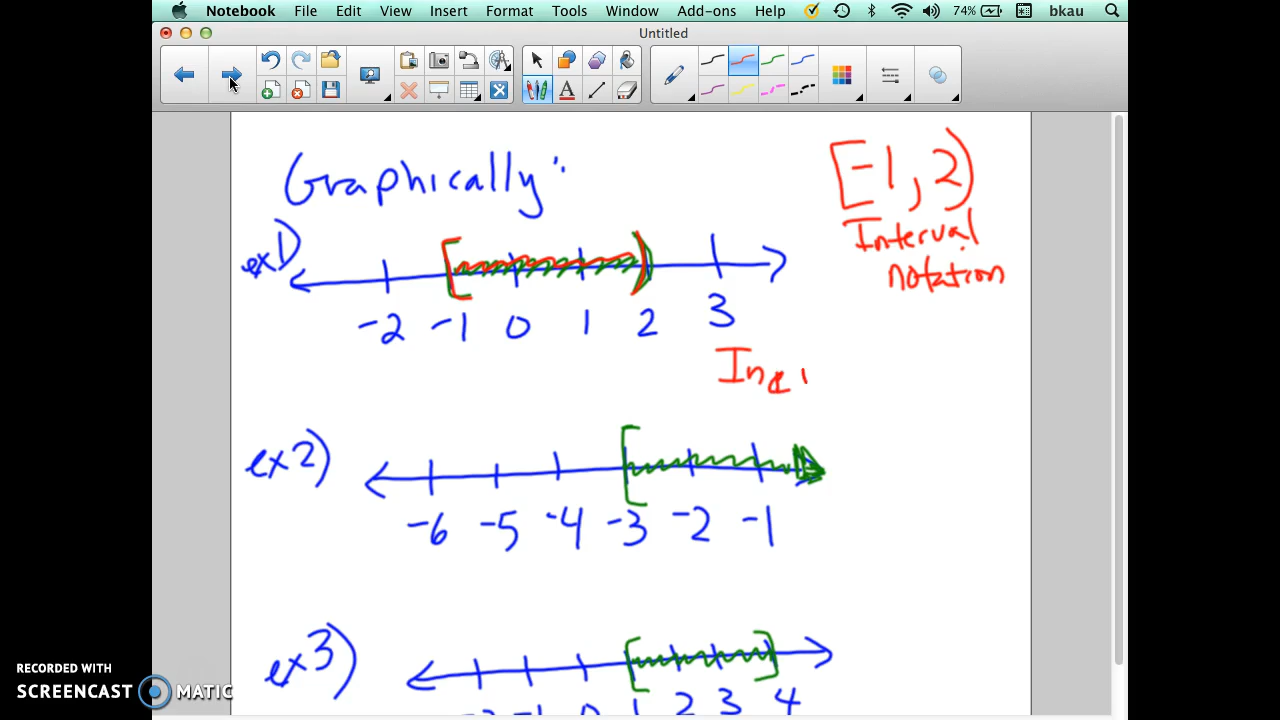 Notebook File Edit View Insert Format Tools Window Add-ons Help 74% bkau
Untitled
A
Graphically:
[-1, 2)
Interval
notation
ex1)
-2 -1 0 1 2 3
ex2)
-6 -5 -4 -3 -2 -1
ex3)
0 1 2 3 4
RECORDED WITH
SCREENCAST MATIC